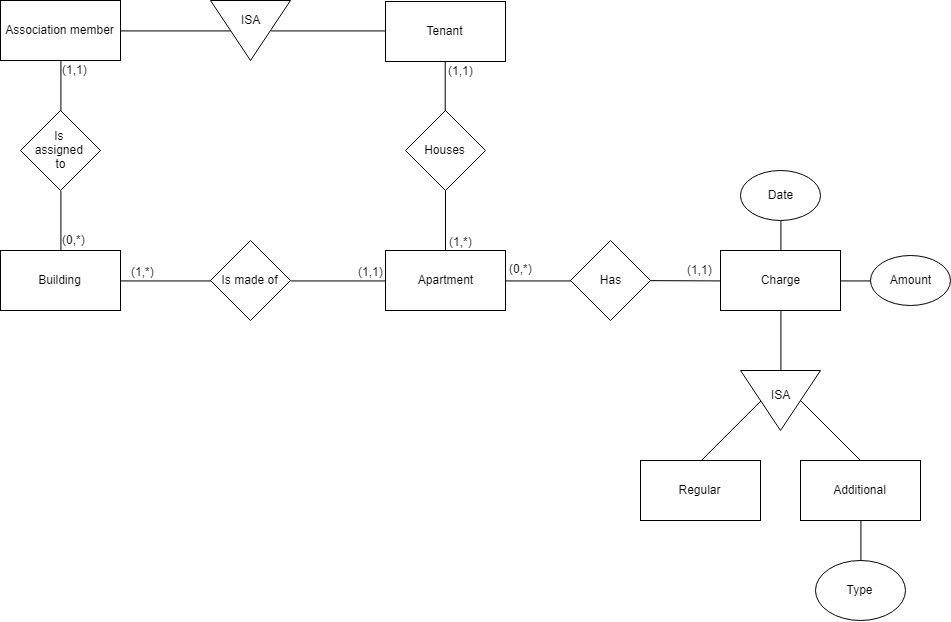 Association member
ISA
Tenant
(1,1)
(1,1)
Is
assigned
to
Houses
Date
(0,*)
(1,*)
Building
(1,*)
Is made of
(1,1)
Apartment
(0,*)
Has
(1,1)
Charge
Amount
ISA
Regular
Additional
Type